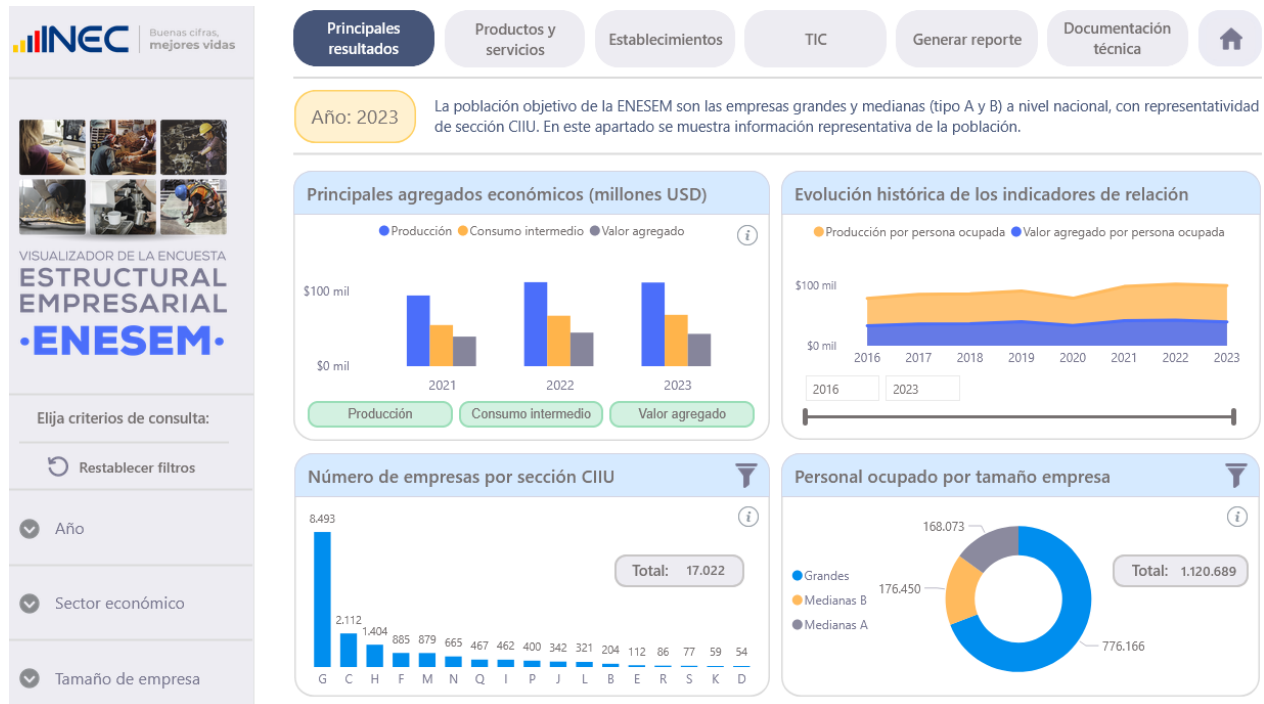 INEC
Buenas cifras,
mejores vidas
VISUALIZADOR DE LA ENCUESTA
ESTRUCTURAL
EMPRESARIAL
·ENESEM·
Elija criterios de consulta:
Restablecer filtros
Año
Sector económico
Tamaño de empresa
Principales
resultados
Productos y
servicios
Establecimientos
TIC
Generar reporte
Documentación
técnica
Año: 2023
La población objetivo de la ENESEM son las empresas grandes y medianas (tipo A y B) a nivel nacional, con representatividad
de sección CIIU. En este apartado se muestra información representativa de la población.
Principales agregados económicos (millones USD)
Producción Consumo intermedio Valor agregado
i
$100 mil
$0 mil
2021 2022 2023
Producción Consumo intermedio Valor agregado
Evolución histórica de los indicadores de relación
Producción por persona ocupada Valor agregado por persona ocupada
$100 mil
$0 mil
2016 2017 2018 2019 2020 2021 2022 2023
2016 2023
Número de empresas por sección CIIU
i
8.493 2.112 1.404 885 879 665 467 462 400 342 321 204 112 86 77 59 54
Total: 17.022
G C H F M N Q I P J L B E R S K D
Personal ocupado por tamaño empresa
i
168.073
Grandes
Medianas B
Medianas A
176.450
776.166
Total: 1.120.689